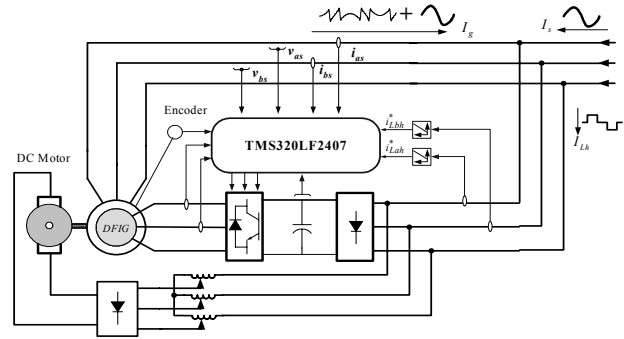 +
I_g
I_s
v_as
i_as
v_bs
i_bs
Encoder
i*_Lbh
I_Lh
TMS320LF2407
i*_Lah
DC Motor
DFIG